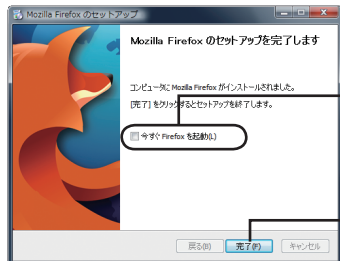 Mozilla Firefox のセットアップ
Mozilla Firefox のセットアップを完了します
コンピュータに Mozilla Firefox がインストールされました。
[完了] をクリックするとセットアップを終了します。
今すぐ Firefox を起動(L)
戻る(B) 完了(F) キャンセル